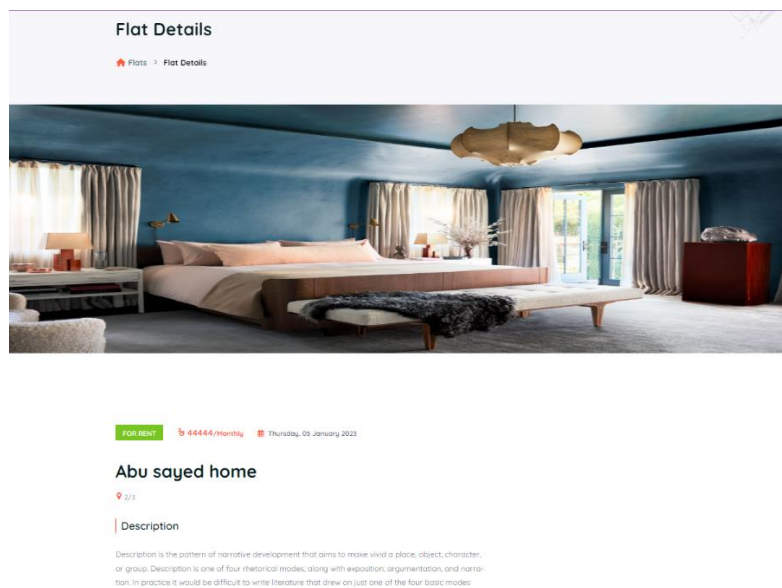 Flat Details
Flats > Flat Details
FOR RENT ৳ 44444/Monthly Thursday, 05 January 2023
Abu sayed home
2/3
Description
Description is the pattern of narrative development that aims to make vivid a place, object, character,
or group. Description is one of four rhetorical modes, along with exposition, argumentation, and narra-
tion. In practice it would be difficult to write literature that drew on just one of the four basic modes